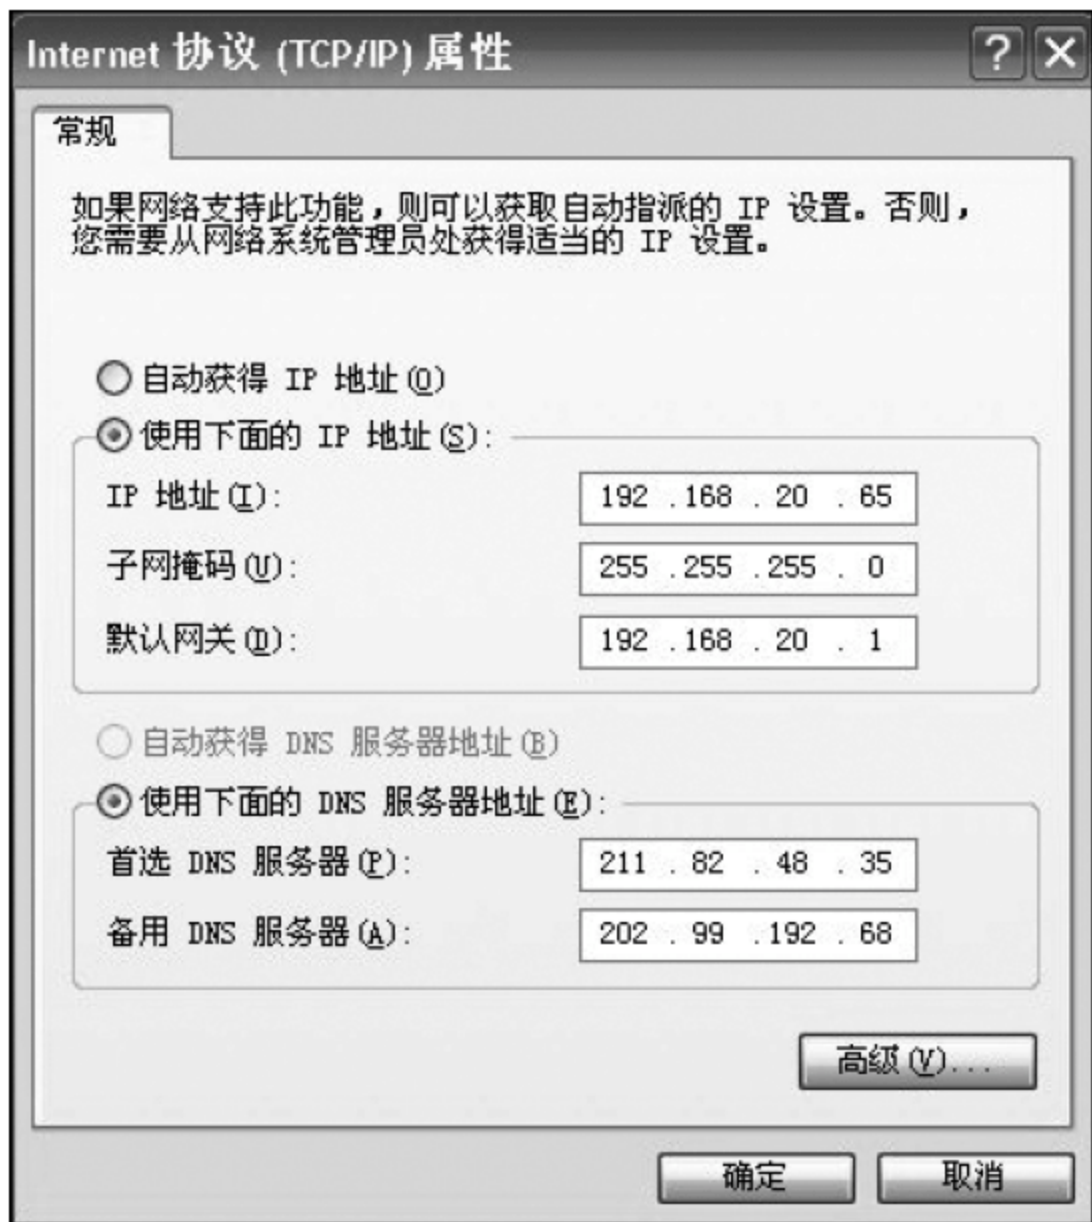 Internet 协议 (TCP/IP) 属性
常规
如果网络支持此功能，则可以获取自动指派的 IP 设置。否则，
您需要从网络系统管理员处获得适当的 IP 设置。
自动获得 IP 地址(O)
使用下面的 IP 地址(S):
IP 地址(I): 192 .168 . 20 . 65
子网掩码(U): 255 .255 .255 . 0
默认网关(D): 192 .168 . 20 . 1
自动获得 DNS 服务器地址(B)
使用下面的 DNS 服务器地址(E):
首选 DNS 服务器(P): 211 . 82 . 48 . 35
备用 DNS 服务器(A): 202 . 99 .192 . 68
高级(V)...
确定 取消